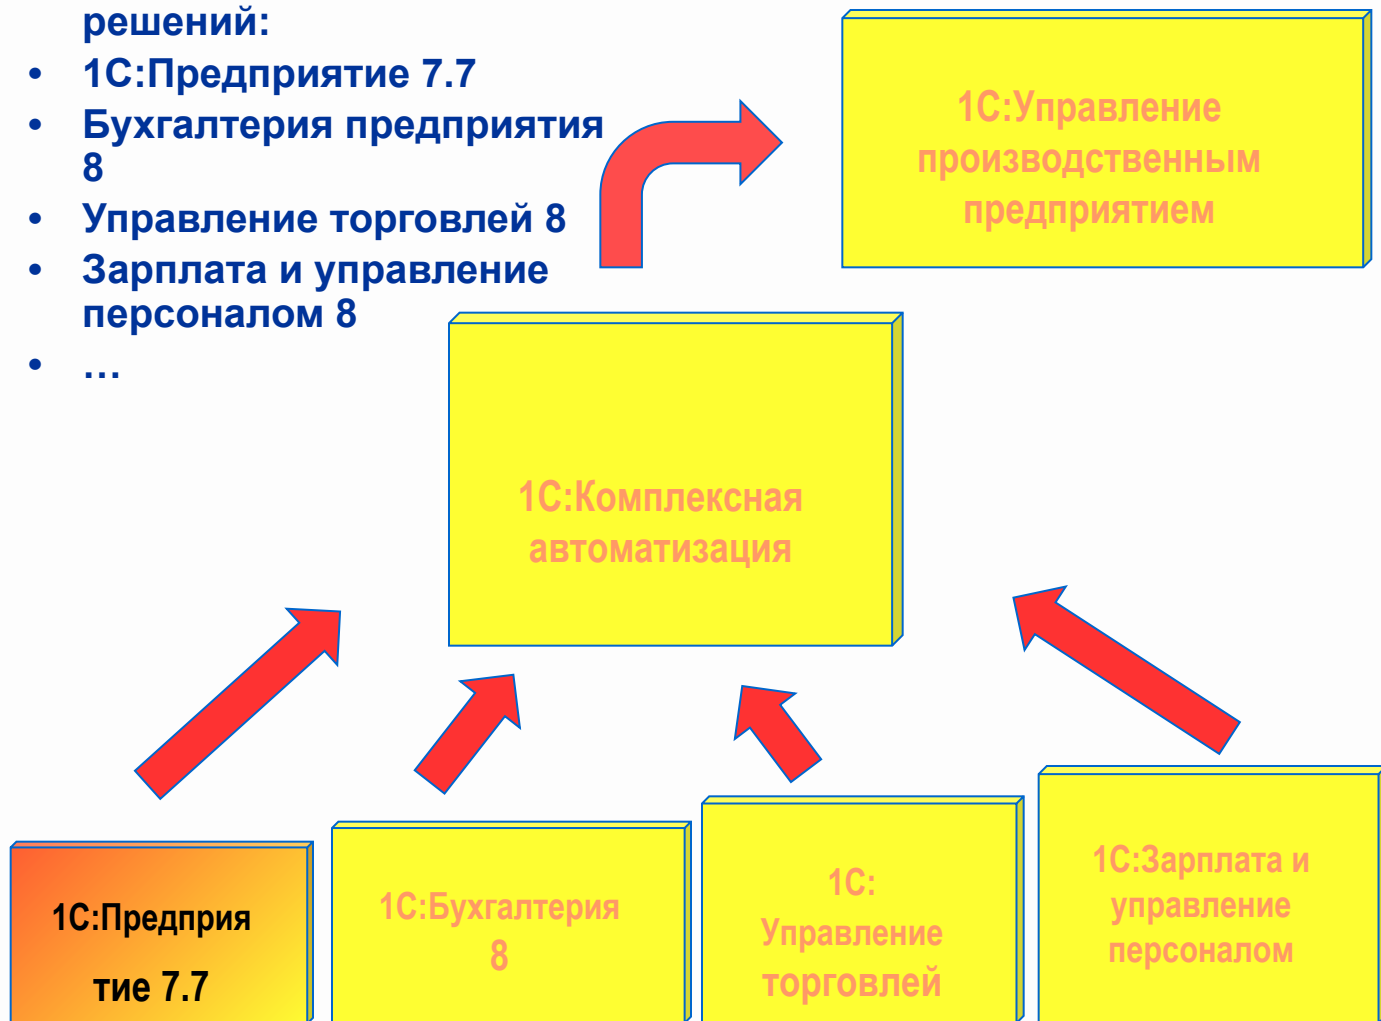 решений:
• 1С:Предприятие 7.7
• Бухгалтерия предприятия
8
• Управление торговлей 8
• Зарплата и управление
персоналом 8
• …
1С:Управление
производственным
предприятием
1С:Комплексная
автоматизация
1С:Предприя
тие 7.7
1С:Бухгалтерия
8
1С:
Управление
торговлей
1С:Зарплата и
управление
персоналом